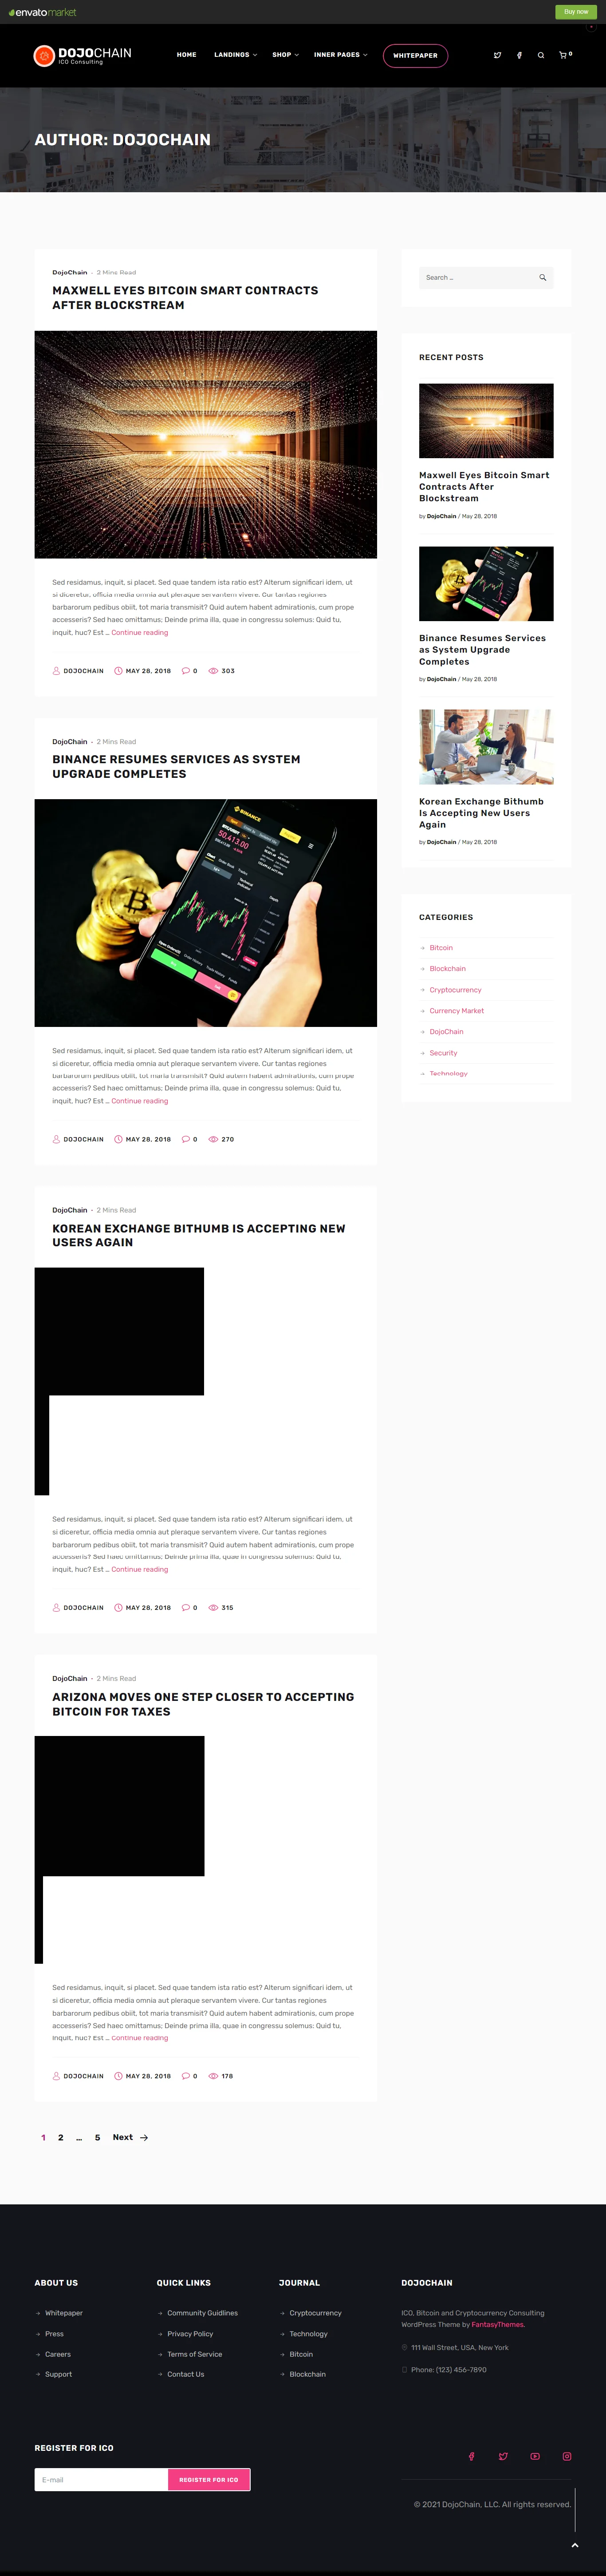 envatomarket
Buy now
DOJOCHAIN
ICO Consulting
HOME
LANDINGS
SHOP
INNER PAGES
WHITEPAPER
0
AUTHOR: DOJOCHAIN
DojoChain - 2 Mins Read
MAXWELL EYES BITCOIN SMART CONTRACTS
AFTER BLOCKSTREAM
Sed residamus, inquit, si placet. Sed quae tandem ista ratio est? Alterum significari idem, ut
si diceretur, officia media omnia aut pleraque servantem vivere. Cur tantas regiones
barbarorum pedibus obiit, tot maria transmisit? Quid autem habent admirationis, cum prope
accesseris? Sed haec omittamus; Deinde prima illa, quae in congressu solemus: Quid tu,
inquit, huc? Est … Continue reading
DOJOCHAIN
MAY 28, 2018
0
303
DojoChain - 2 Mins Read
BINANCE RESUMES SERVICES AS SYSTEM
UPGRADE COMPLETES
BINANCE
50,413.00
Sed residamus, inquit, si placet. Sed quae tandem ista ratio est? Alterum significari idem, ut
si diceretur, officia media omnia aut pleraque servantem vivere. Cur tantas regiones
barbarorum pedibus obiit, tot maria transmisit? Quid autem habent admirationis, cum prope
accesseris? Sed haec omittamus; Deinde prima illa, quae in congressu solemus: Quid tu,
inquit, huc? Est … Continue reading
DOJOCHAIN
MAY 28, 2018
0
270
DojoChain - 2 Mins Read
KOREAN EXCHANGE BITHUMB IS ACCEPTING NEW
USERS AGAIN
Sed residamus, inquit, si placet. Sed quae tandem ista ratio est? Alterum significari idem, ut
si diceretur, officia media omnia aut pleraque servantem vivere. Cur tantas regiones
barbarorum pedibus obiit, tot maria transmisit? Quid autem habent admirationis, cum prope
accesseris? Sed haec omittamus; Deinde prima illa, quae in congressu solemus: Quid tu,
inquit, huc? Est … Continue reading
DOJOCHAIN
MAY 28, 2018
0
315
DojoChain - 2 Mins Read
ARIZONA MOVES ONE STEP CLOSER TO ACCEPTING
BITCOIN FOR TAXES
Sed residamus, inquit, si placet. Sed quae tandem ista ratio est? Alterum significari idem, ut
si diceretur, officia media omnia aut pleraque servantem vivere. Cur tantas regiones
barbarorum pedibus obiit, tot maria transmisit? Quid autem habent admirationis, cum prope
accesseris? Sed haec omittamus; Deinde prima illa, quae in congressu solemus: Quid tu,
inquit, huc? Est … Continue reading
DOJOCHAIN
MAY 28, 2018
0
178
1 2 … 5 Next
Search …
RECENT POSTS
Maxwell Eyes Bitcoin Smart
Contracts After
Blockstream
by DojoChain / May 28, 2018
Binance Resumes Services
as System Upgrade
Completes
by DojoChain / May 28, 2018
Korean Exchange Bithumb
Is Accepting New Users
Again
by DojoChain / May 28, 2018
CATEGORIES
Bitcoin
Blockchain
Cryptocurrency
Currency Market
DojoChain
Security
Technology
ABOUT US
Whitepaper
Press
Careers
Support
QUICK LINKS
Community Guidlines
Privacy Policy
Terms of Service
Contact Us
JOURNAL
Cryptocurrency
Technology
Bitcoin
Blockchain
DOJOCHAIN
ICO, Bitcoin and Cryptocurrency Consulting
WordPress Theme by FantasyThemes.
111 Wall Street, USA, New York
Phone: (123) 456-7890
REGISTER FOR ICO
E-mail
REGISTER FOR ICO
© 2021 DojoChain, LLC. All rights reserved.